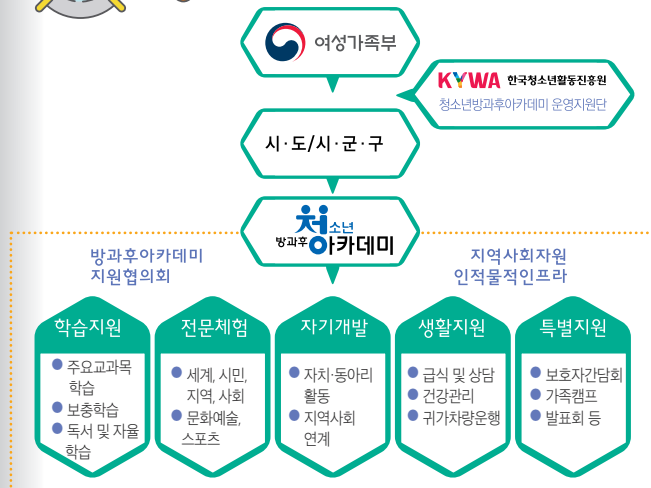 여성가족부
KYWA 한국청소년활동진흥원
청소년방과후아카데미 운영지원단
시·도/시·군·구
청소년
방과후아카데미
방과후아카데미
지원협의회
지역사회자원
인적물적인프라
학습지원
주요교과목
학습
보충학습
독서 및 자율
학습
전문체험
세계, 시민,
지역, 사회
문화예술,
스포츠
자기개발
자치·동아리
활동
지역사회
연계
생활지원
급식 및 상담
건강관리
귀가차량운행
특별지원
보호자간담회
가족캠프
발표회 등